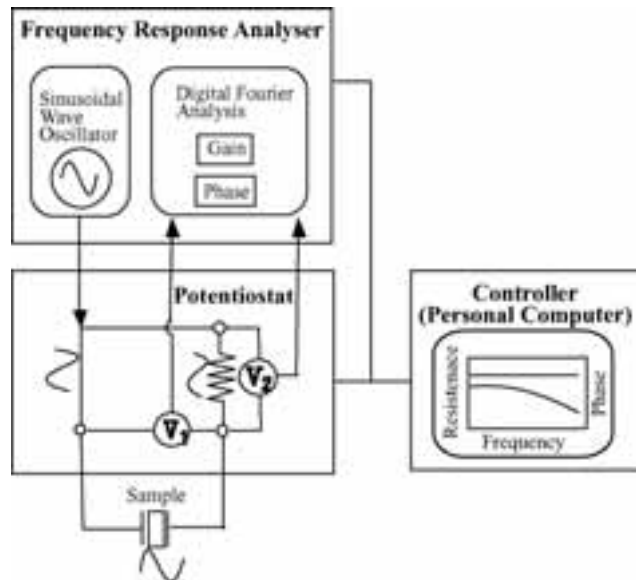 Frequency Response Analyser
Sinusoidal
Wave
Oscillator
Digital Fourier
Analysis
Gain
Phase
Potentiostat
V2
V1
Sample
Controller
(Personal Computer)
Resistenace
Phase
Frequency